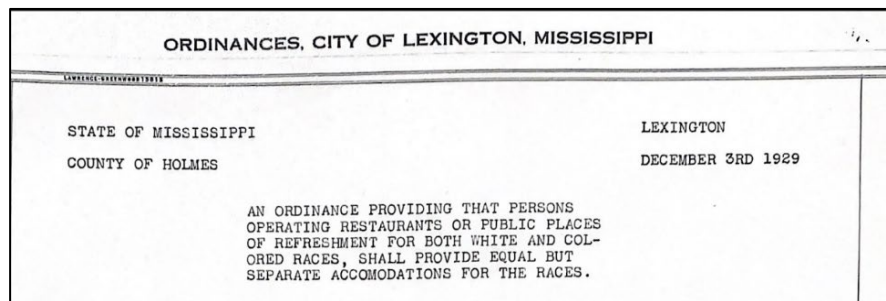 ORDINANCES, CITY OF LEXINGTON, MISSISSIPPI
STATE OF MISSISSIPPI
LEXINGTON
COUNTY OF HOLMES
DECEMBER 3RD 1929
AN ORDINANCE PROVIDING THAT PERSONS
OPERATING RESTAURANTS OR PUBLIC PLACES
OF REFRESHMENT FOR BOTH WHITE AND COL-
ORED RACES, SHALL PROVIDE EQUAL BUT
SEPARATE ACCOMODATIONS FOR THE RACES.